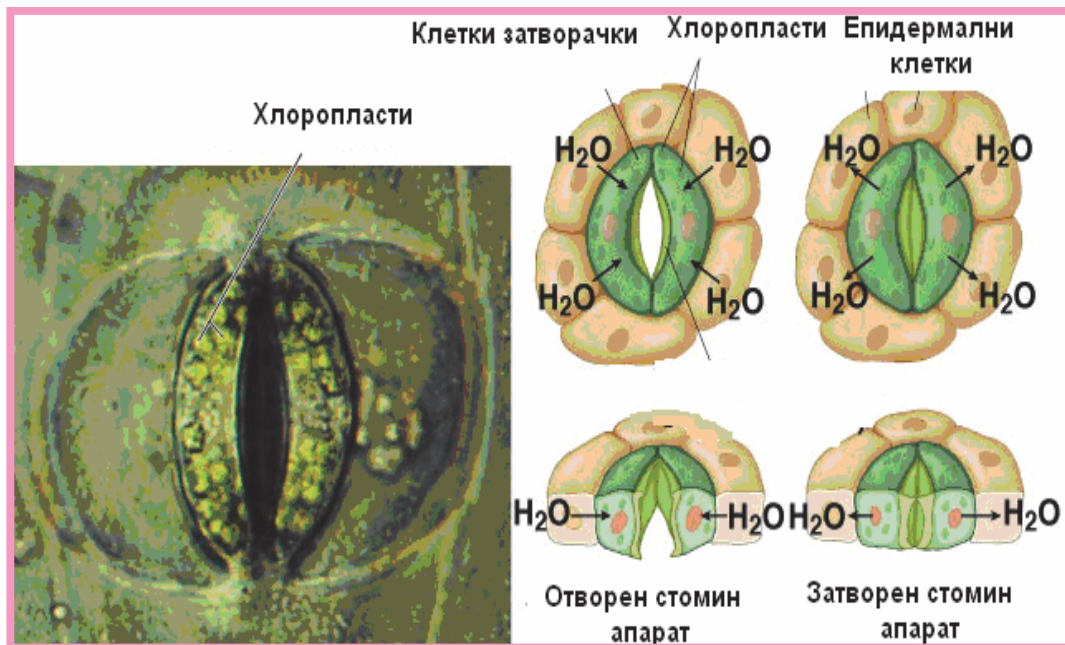 Клетки затворачки
Хлоропласти
Епидермални
клетки
Хлоропласти
H₂O
H₂O
H₂O
H₂O
H₂O
H₂O
H₂O
H₂O
H₂O
H₂O
H₂O
H₂O
Отворен стомин
апарат
Затворен стомин
апарат